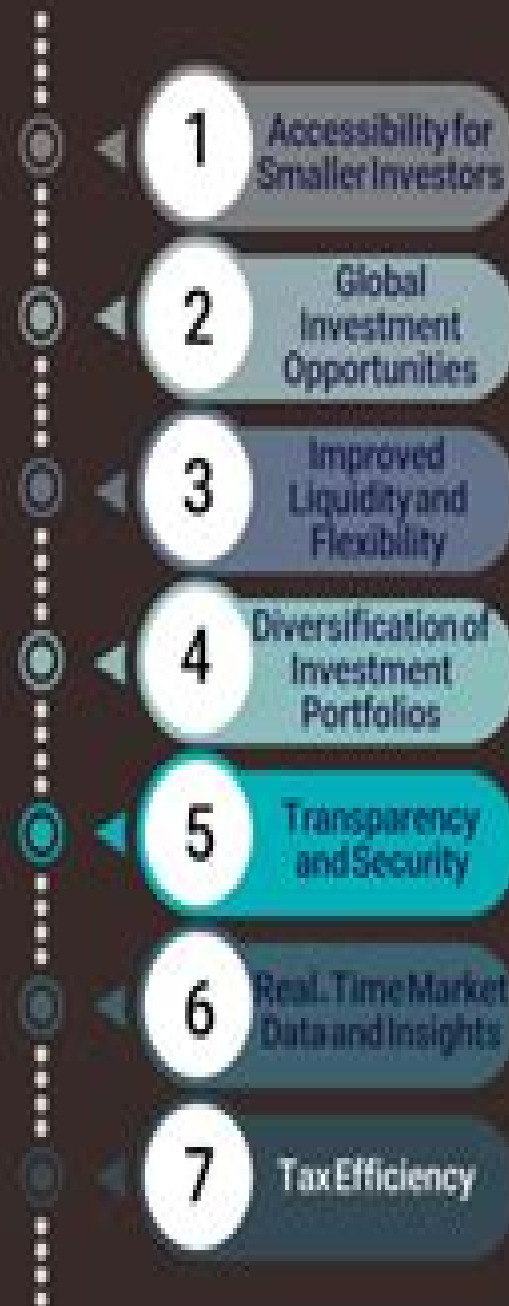 1
Accessibility for
Smaller Investors
2
Global
Investment
Opportunities
3
Improved
Liquidity and
Flexibility
4
Diversification of
Investment
Portfolios
5
Transparency
and Security
6
Real-Time Market
Data and Insights
7
Tax Efficiency